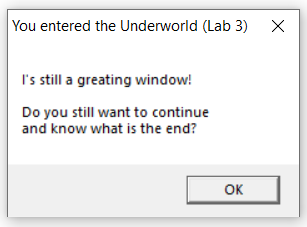 You entered the Underworld (Lab 3)
I's still a greating window!
Do you still want to continue
and know what is the end?
OK